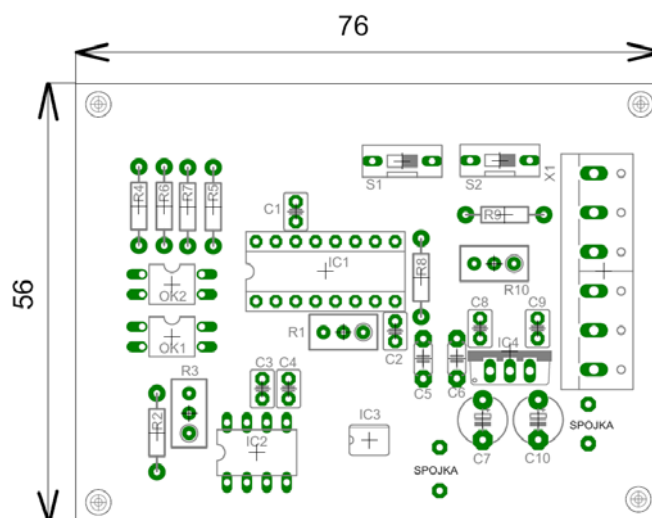 76
56
S1
S2
X1
R4
R6
R7
R5
C1
R9
IC1
R8
R10
OK2
OK1
R1
C2
C8
C9
IC4
R3
C3
C4
C5
C6
R2
IC2
IC3
SPOJKA
C7
C10
SPOJKA